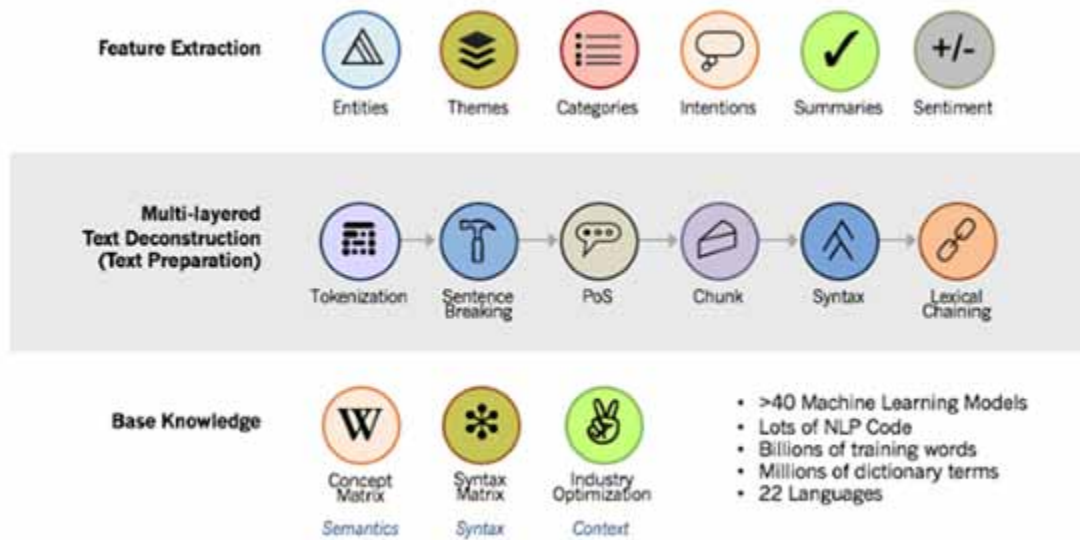 Feature Extraction
Entities
Themes
Categories
Intentions
+/-
Summaries
Sentiment
Multi-layered
Text Deconstruction
(Text Preparation)
Tokenization
Sentence
Breaking
PoS
Chunk
Syntax
Lexical
Chaining
Base Knowledge
W
Concept
Matrix
Semantics
Syntax
Matrix
Syntax
Industry
Optimization
Context
• >40 Machine Learning Models
• Lots of NLP Code
• Billions of training words
• Millions of dictionary terms
• 22 Languages